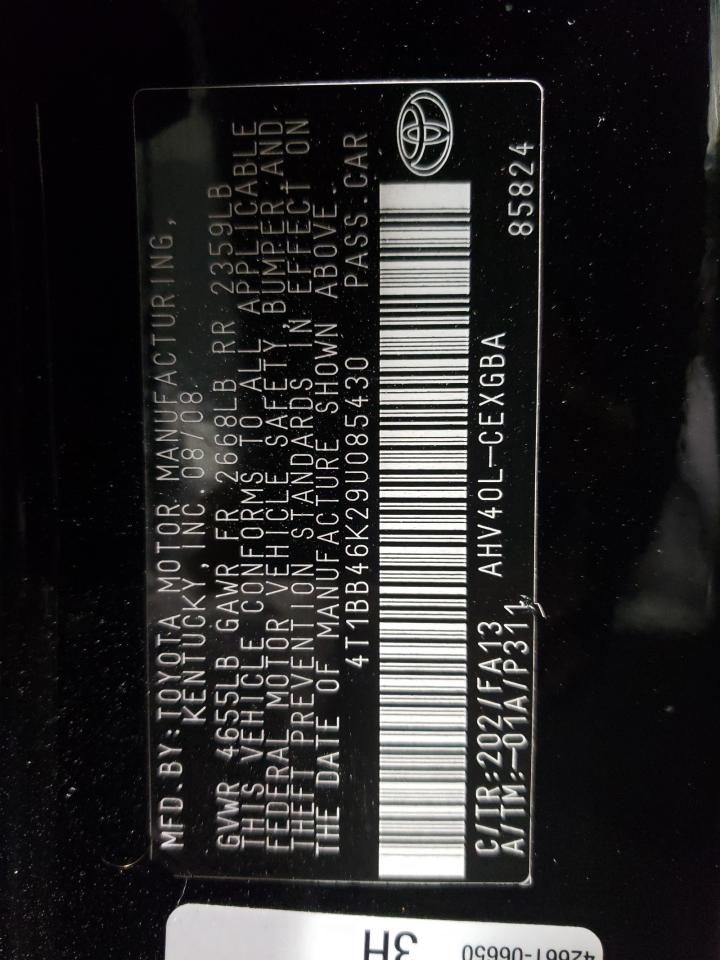 MFD.BY:TOYOTA MOTOR MANUFACTURING,
KENTUCKY,INC 08/08
GVWR 4655LB GAWR FR 2668LB RR 2359LB
THIS VEHICLE CONFORMS TO ALL APPLICABLE
FEDERAL MOTOR VEHICLE SAFETY, BUMPER,AND
THEFT PREVENTION STANDARDS IN EFFECT ON
THE DATE OF MANUFACTURE SHOWN ABOVE.
4T1BB46K29U085430 PASS.CAR
C/TR:202/FA13 AHV40L-CEXGBA
A/TM:-01A/P311 85824
3H
42661-06650